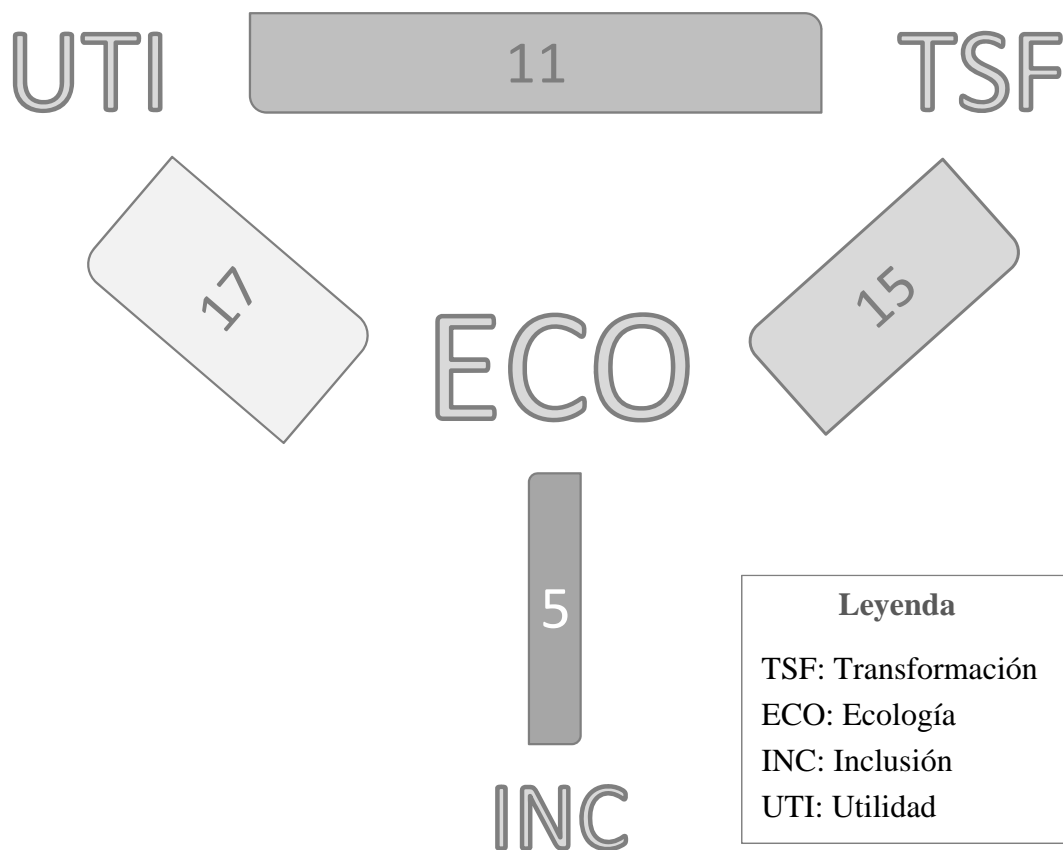 UTI
11
TSF
17
ECO
15
5
INC
Leyenda
TSF: Transformación
ECO: Ecología
INC: Inclusión
UTI: Utilidad